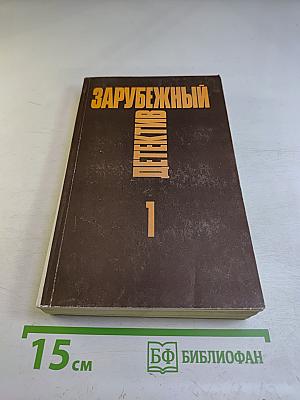 ЗАРУБЕЖНЫЙ
ДЕТЕКТИВ
1
15 см
БФ БИБЛИОФАН